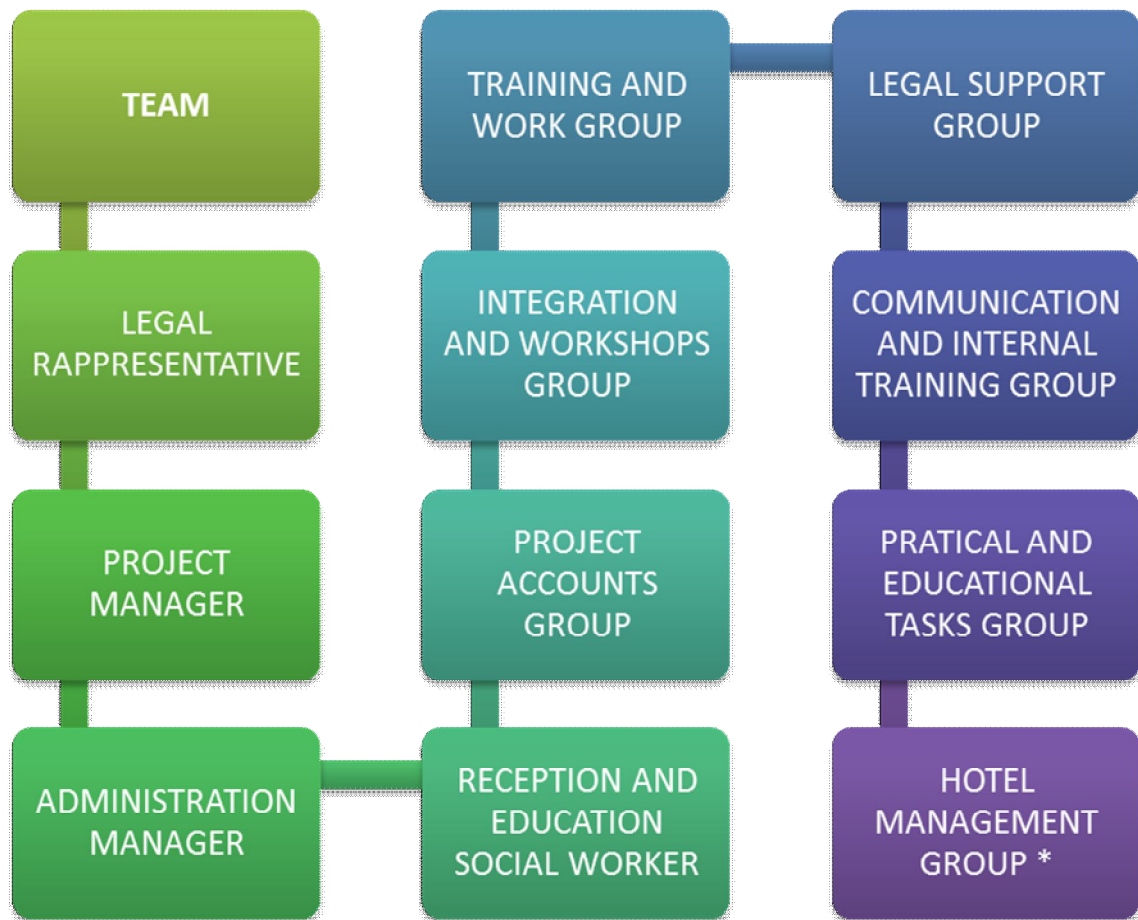 TEAM
LEGAL
RAPPRESENTATIVE
PROJECT
MANAGER
ADMINISTRATION
MANAGER
RECEPTION AND
EDUCATION
SOCIAL WORKER
PROJECT
ACCOUNTS
GROUP
INTEGRATION
AND WORKSHOPS
GROUP
TRAINING AND
WORK GROUP
LEGAL SUPPORT
GROUP
COMMUNICATION
AND INTERNAL
TRAINING GROUP
PRATICAL AND
EDUCATIONAL
TASKS GROUP
HOTEL
MANAGEMENT
GROUP *